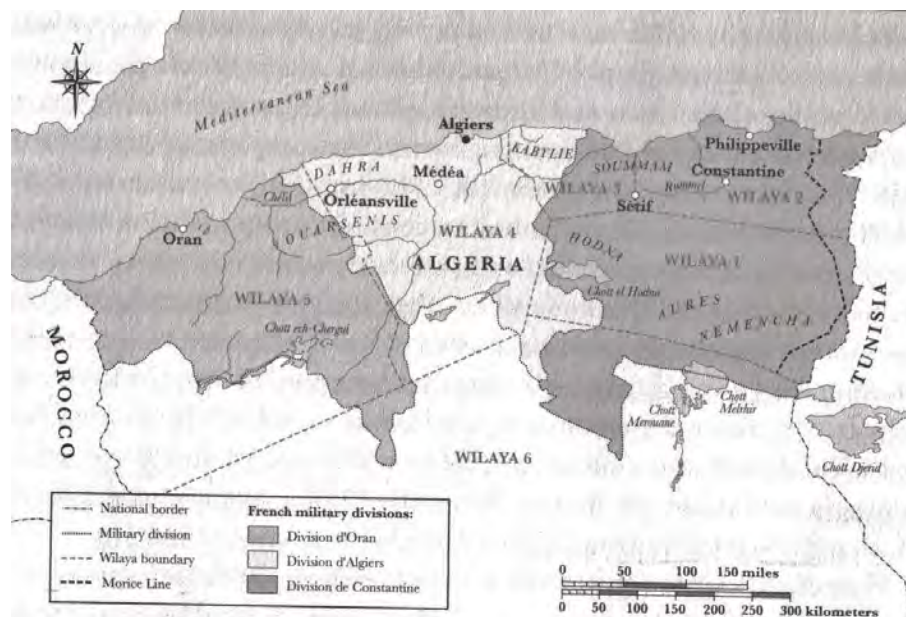 N
Mediterranean Sea
Algiers
Philippeville
KABYLIE
DAHRA
SOUMMAM
Constantine
Médéa
WILAYA 3
Rummel
WILAYA 2
Chélif
Orléansville
Sétif
OUARSENIS
Oran
WILAYA 4
HODNA
ALGERIA
WILAYA 1
Chott el Hodna
WILAYA 5
AURES
NEMENCHA
Chott ech-Chergui
MOROCCO
TUNISIA
Chott Melrhir
Chott Merouane
WILAYA 6
Chott Djerid
National border
Military division
Wilaya boundary
Morice Line
French military divisions:
Division d'Oran
Division d'Algiers
Division de Constantine
0 50 100 150 miles
0 50 100 150 200 250 300 kilometers